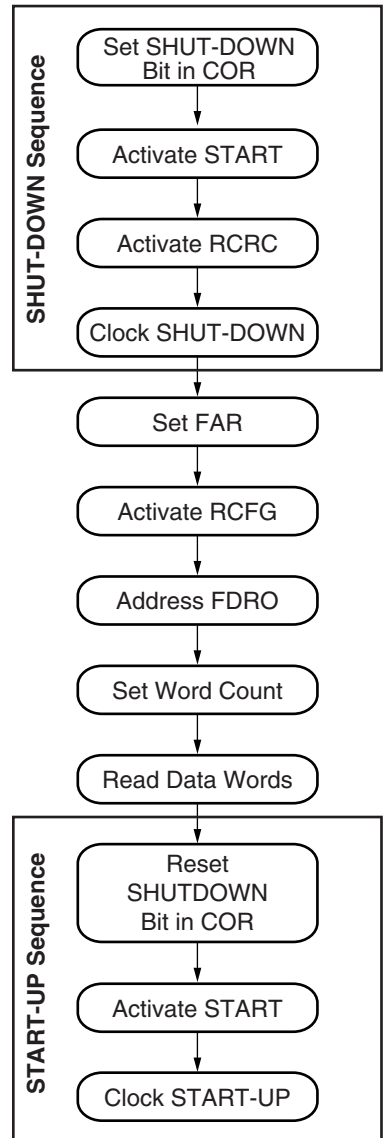 SHUT-DOWN Sequence
Set SHUT-DOWN
Bit in COR
Activate START
Activate RCRC
Clock SHUT-DOWN
Set FAR
Activate RCFG
Address FDRO
Set Word Count
Read Data Words
START-UP Sequence
Reset
SHUTDOWN
Bit in COR
Activate START
Clock START-UP